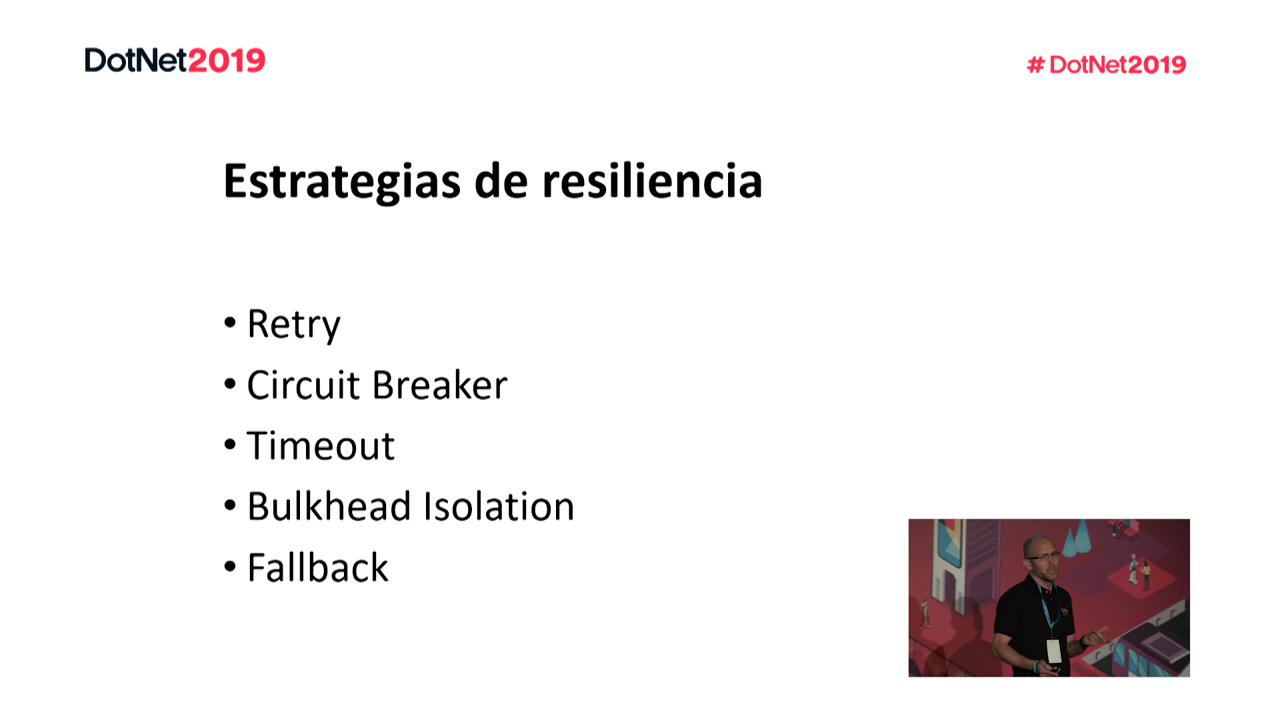 DotNet2019
# DotNet2019
Estrategias de resiliencia
• Retry
• Circuit Breaker
• Timeout
• Bulkhead Isolation
• Fallback